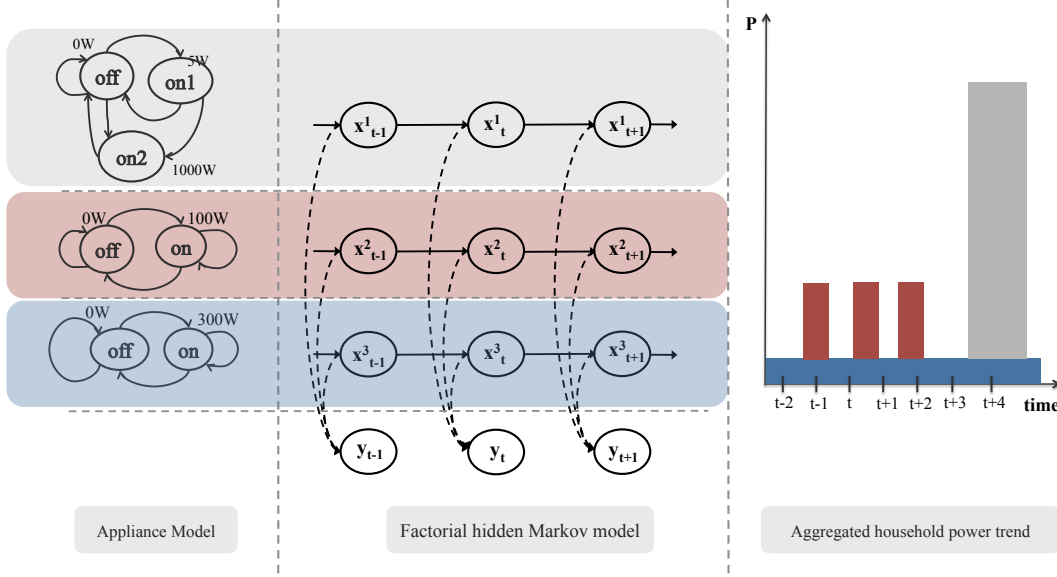 0W
5W
off
on1
on2
1000W
x1t-1 x1t x1t+1
0W 100W
off on
x2t-1 x2t x2t+1
0W 300W
off on
x3t-1 x3t x3t+1
yt-1 yt yt+1
P
t-2 t-1 t t+1 t+2 t+3 t+4 time
Appliance Model
Factorial hidden Markov model
Aggregated household power trend